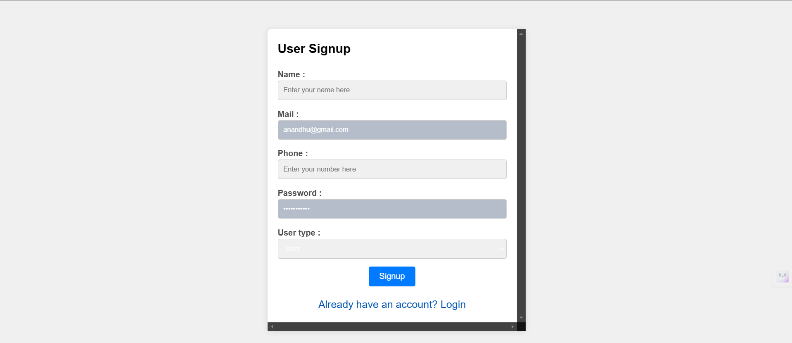 User Signup
Name :
Enter your name here
Mail :
anandhu@gmail.com
Phone :
Enter your number here
Password :
User type :
Signup
Already have an account? Login